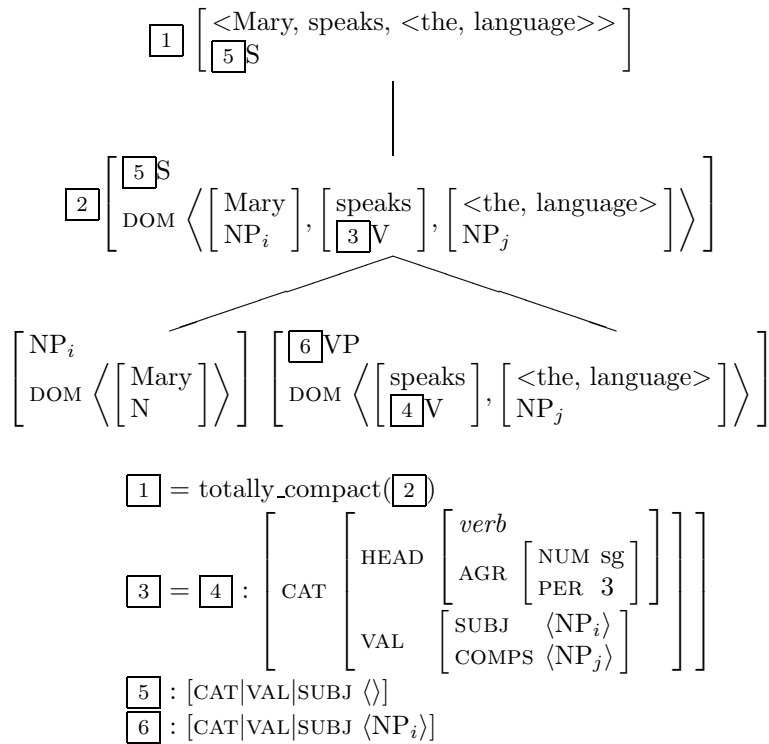 1 [ <Mary, speaks, <the, language>>
5 S ]
2 [ 5 S
DOM ⟨ [ Mary NP_i ], [ speaks 3 V ], [ <the, language> NP_j ] ⟩ ]
[ NP_i DOM ⟨ [ Mary N ] ⟩ ] [ 6 VP DOM ⟨ [ speaks 4 V ], [ <the, language> NP_j ] ⟩ ]
1 = totally_compact( 2 )
3 = 4 : [ CAT [ HEAD [ verb
AGR [ NUM sg
PER 3 ] ]
VAL [ SUBJ ⟨NP_i⟩
COMPS ⟨NP_j⟩ ] ] ]
5 : [CAT|VAL|SUBJ ⟨⟩]
6 : [CAT|VAL|SUBJ ⟨NP_i⟩]